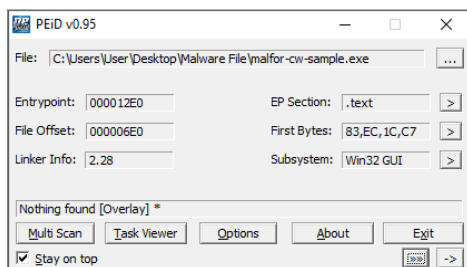 PEiD v0.95
File: C:\Users\User\Desktop\Malware File\malfor-cw-sample.exe ...
Entrypoint: 000012E0 EP Section: .text >
File Offset: 000006E0 First Bytes: 83,EC,1C,C7 >
Linker Info: 2.28 Subsystem: Win32 GUI >
Nothing found [Overlay] *
Multi Scan Task Viewer Options About Exit
Stay on top »» ->